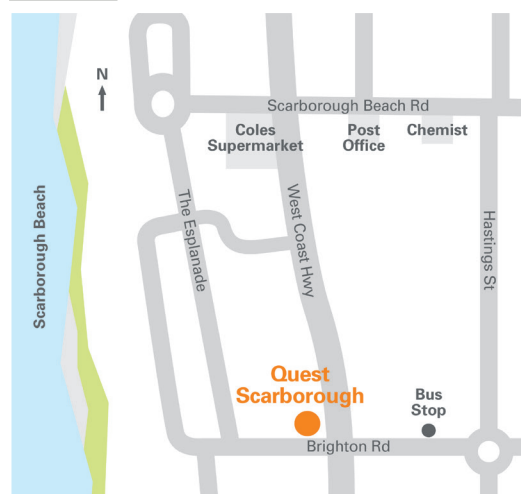 N
Scarborough Beach Rd
Coles
Supermarket
Post
Office
Chemist
Scarborough Beach
The Esplanade
West Coast Hwy
Hastings St
Quest
Scarborough
Bus
Stop
Brighton Rd